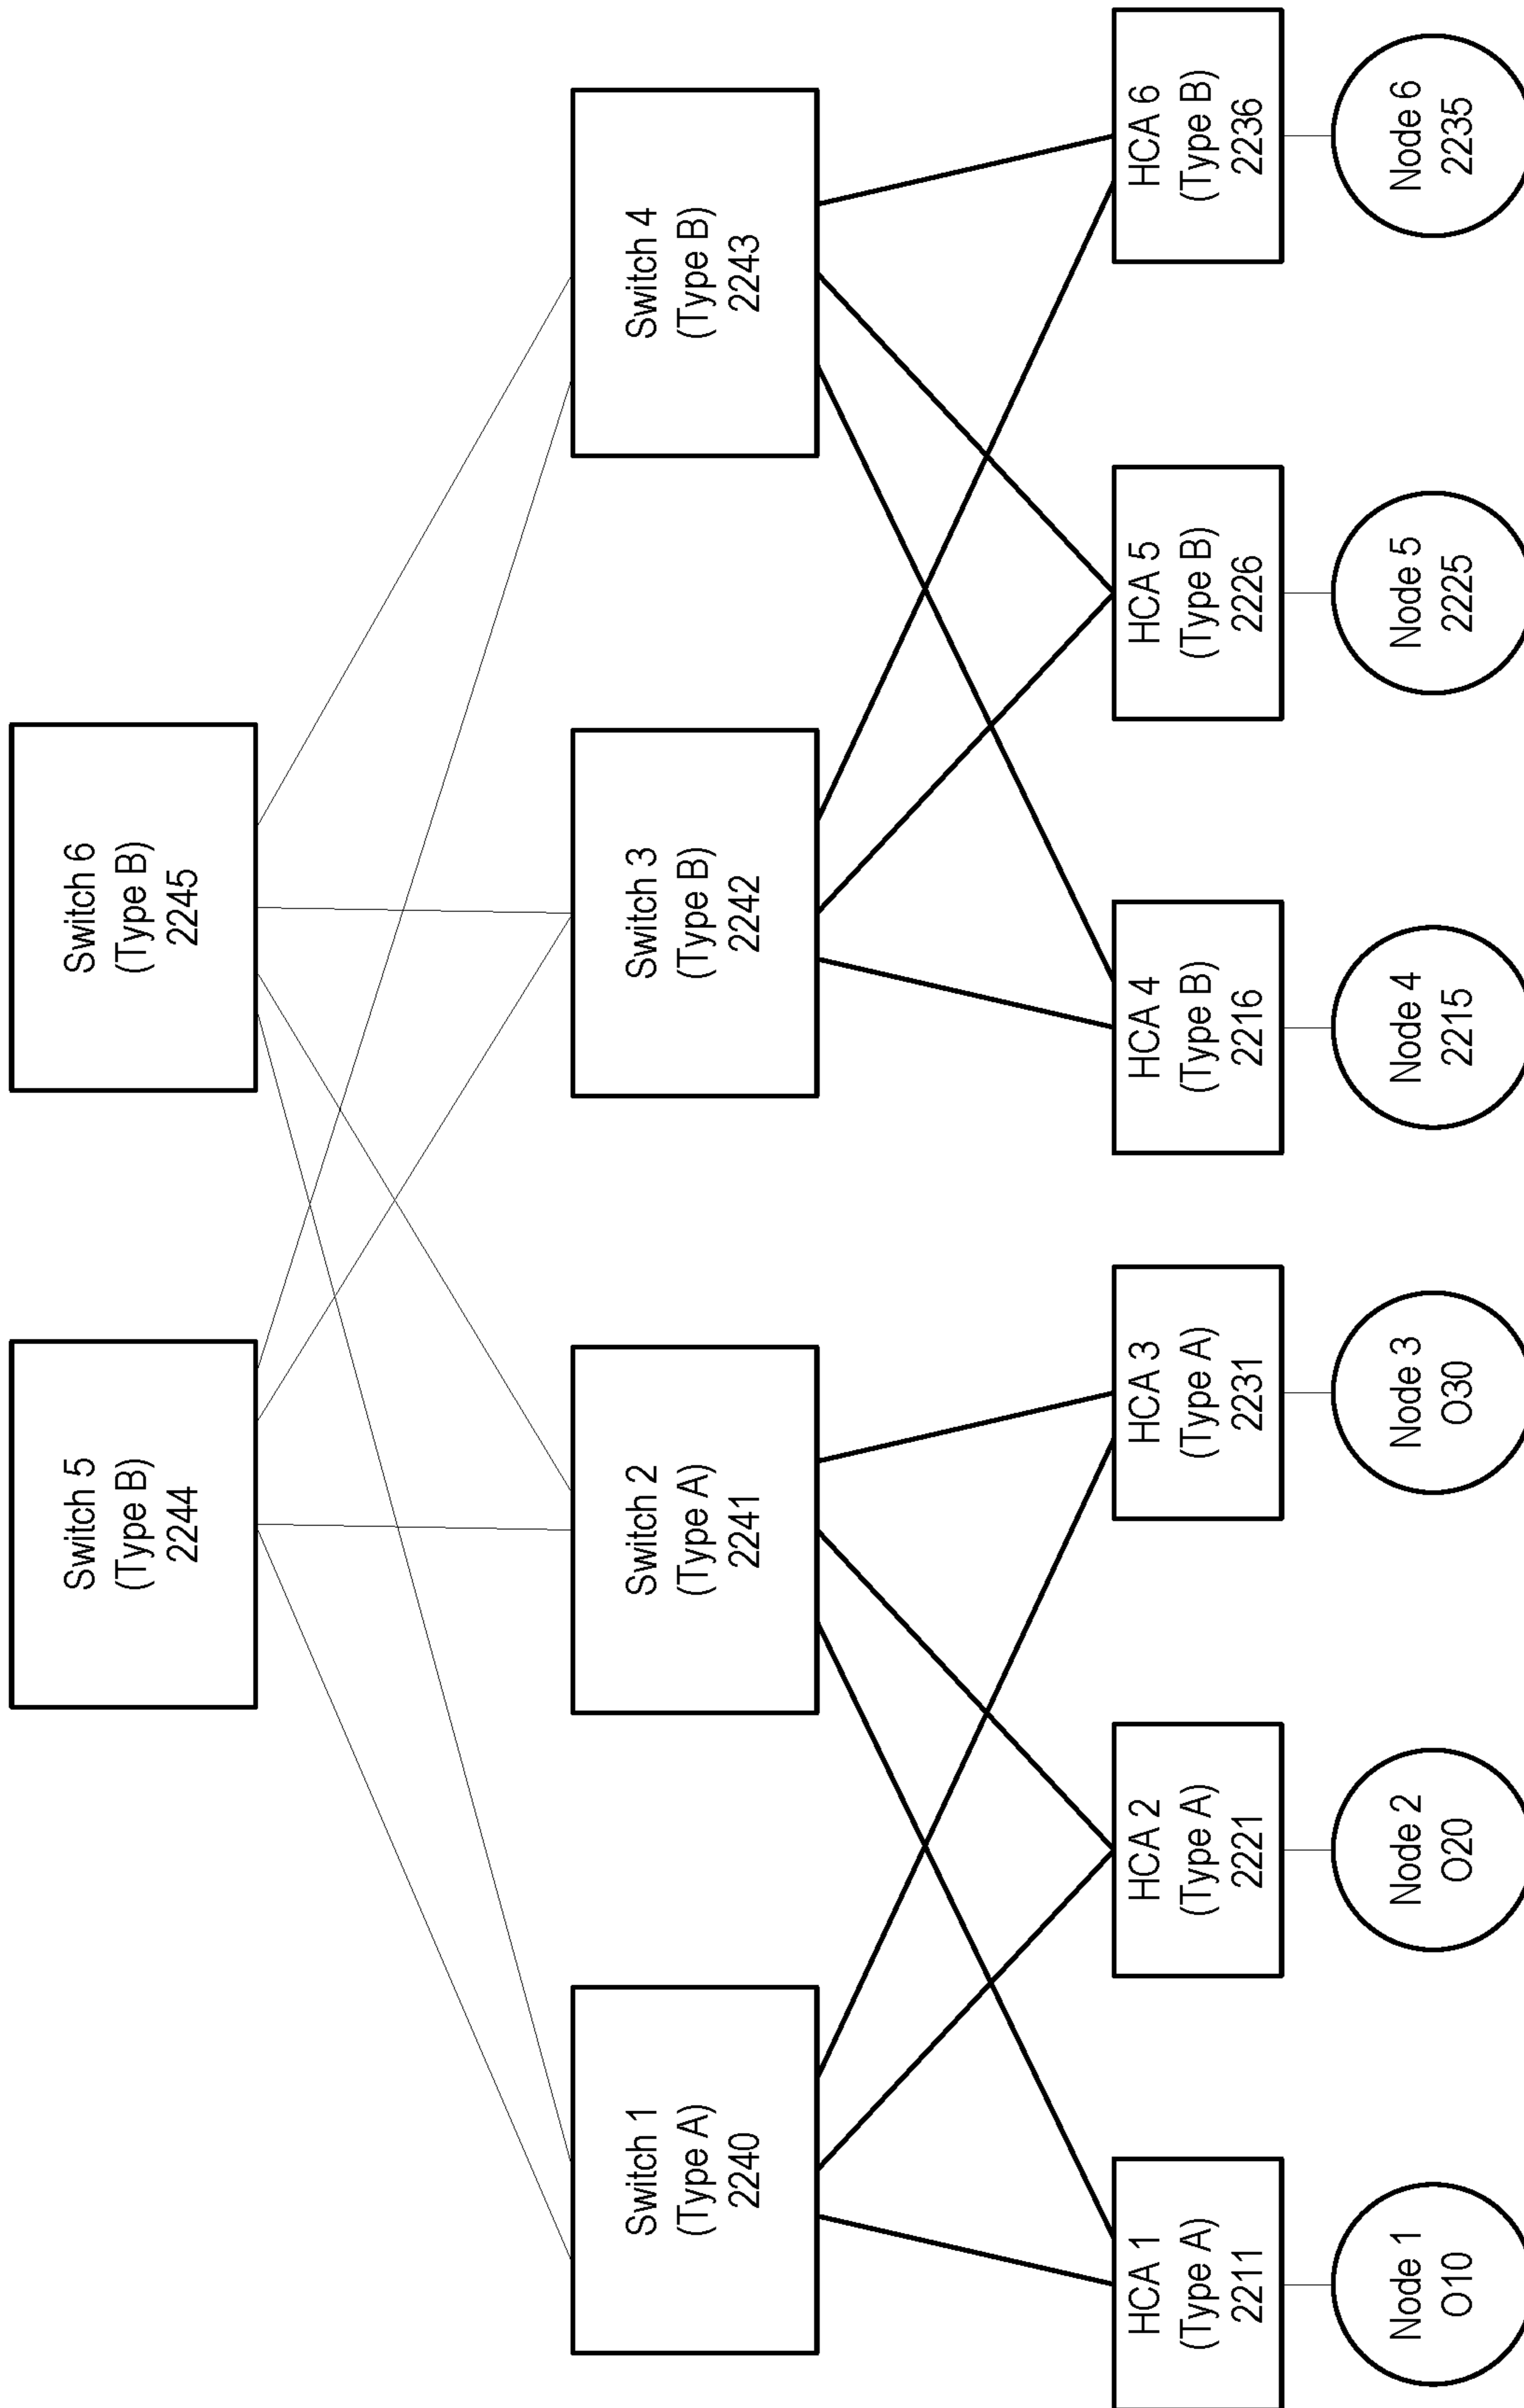 Switch 5
(Type B)
2244
Switch 6
(Type B)
2245
Switch 1
(Type A)
2240
Switch 2
(Type A)
2241
Switch 3
(Type B)
2242
Switch 4
(Type B)
2243
HCA 1
(Type A)
2211
HCA 2
(Type A)
2221
HCA 3
(Type A)
2231
HCA 4
(Type B)
2216
HCA 5
(Type B)
2226
HCA 6
(Type B)
2236
Node 1
O10
Node 2
O20
Node 3
O30
Node 4
2215
Node 5
2225
Node 6
2235